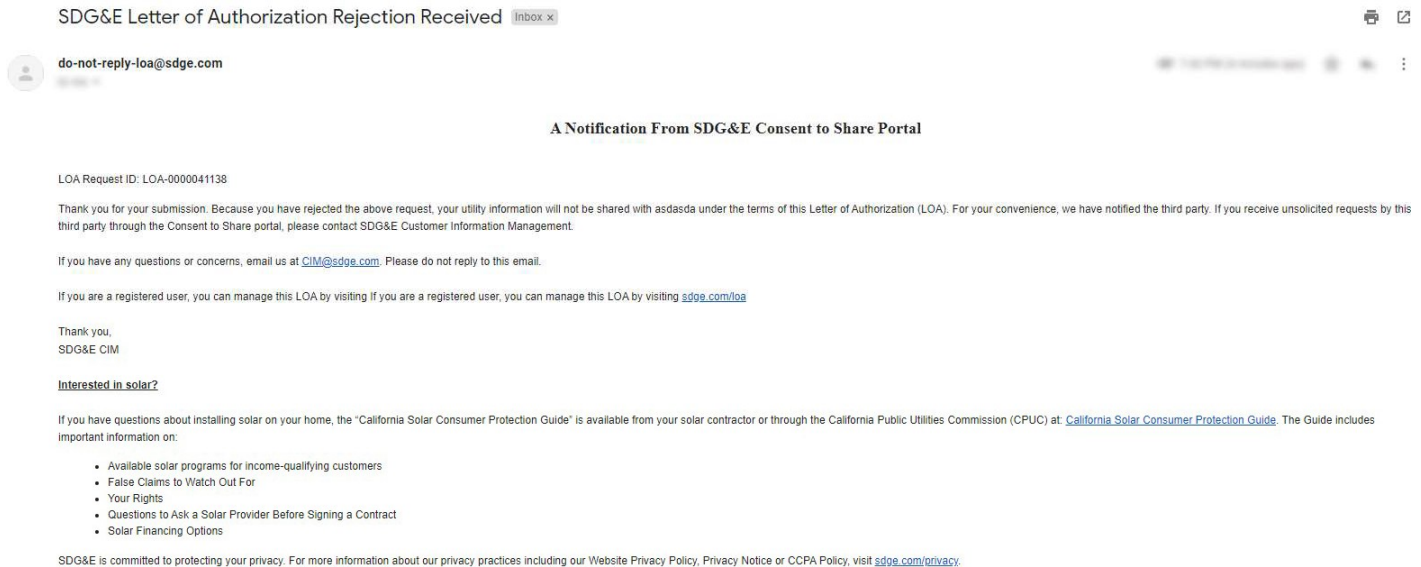 SDG&E Letter of Authorization Rejection Received Inbox x
do-not-reply-loa@sdge.com
A Notification From SDG&E Consent to Share Portal
LOA Request ID: LOA-0000041138
Thank you for your submission. Because you have rejected the above request, your utility information will not be shared with asdasda under the terms of this Letter of Authorization (LOA). For your convenience, we have notified the third party. If you receive unsolicited requests by this
third party through the Consent to Share portal, please contact SDG&E Customer Information Management.
If you have any questions or concerns, email us at CIM@sdge.com. Please do not reply to this email.
If you are a registered user, you can manage this LOA by visiting If you are a registered user, you can manage this LOA by visiting sdge.com/loa
Thank you,
SDG&E CIM
Interested in solar?
If you have questions about installing solar on your home, the “California Solar Consumer Protection Guide” is available from your solar contractor or through the California Public Utilities Commission (CPUC) at: California Solar Consumer Protection Guide. The Guide includes
important information on:
• Available solar programs for income-qualifying customers
• False Claims to Watch Out For
• Your Rights
• Questions to Ask a Solar Provider Before Signing a Contract
• Solar Financing Options
SDG&E is committed to protecting your privacy. For more information about our privacy practices including our Website Privacy Policy, Privacy Notice or CCPA Policy, visit sdge.com/privacy.